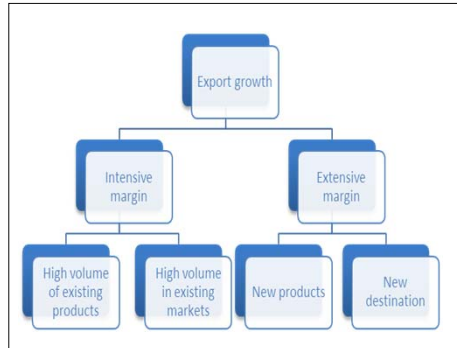 Export growth
Intensive
margin
Extensive
margin
High volume
of existing
products
High volume
in existing
markets
New products
New
destination